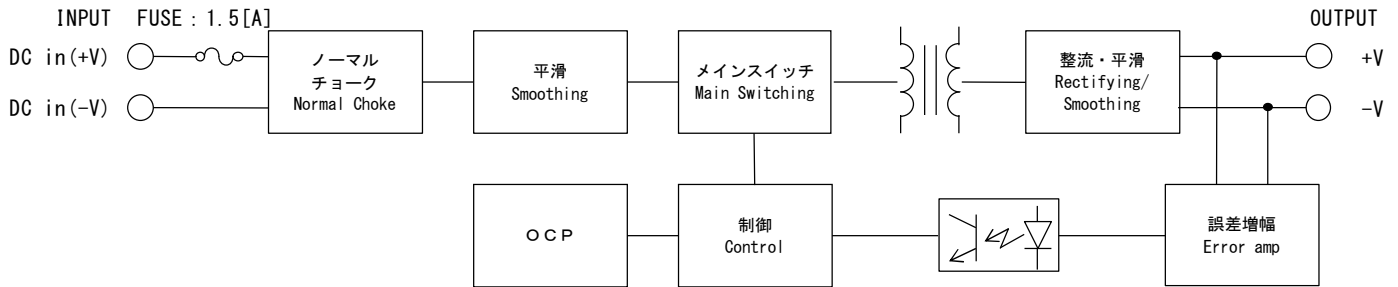 INPUT FUSE : 1.5[A]
OUTPUT
DC in(+V)
DC in(-V)
ノーマル
チョーク
Normal Choke
平滑
Smoothing
メインスイッチ
Main Switching
整流・平滑
Rectifying/
Smoothing
+V
-V
OCP
制御
Control
誤差増幅
Error amp